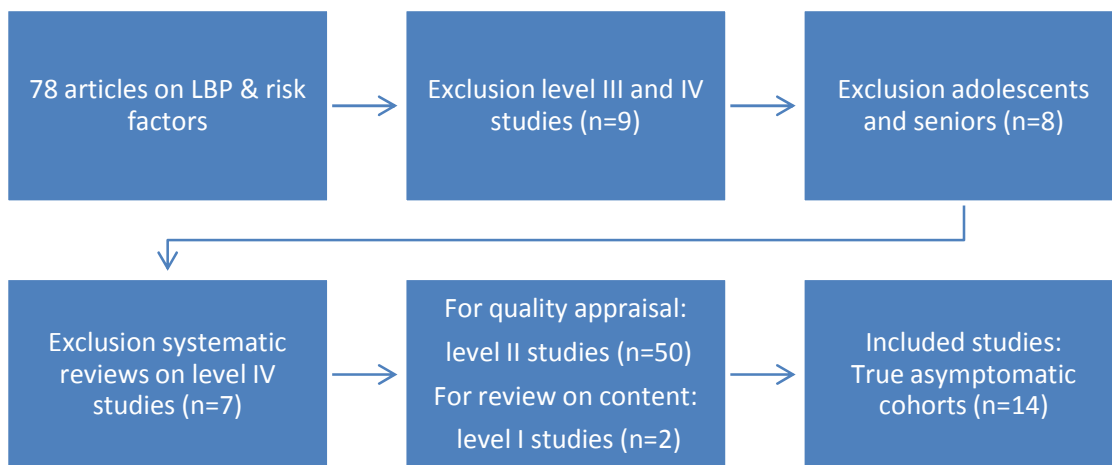 78 articles on LBP & risk
factors
Exclusion level III and IV
studies (n=9)
Exclusion adolescents
and seniors (n=8)
Exclusion systematic
reviews on level IV
studies (n=7)
For quality appraisal:
level II studies (n=50)
For review on content:
level I studies (n=2)
Included studies:
True asymptomatic
cohorts (n=14)